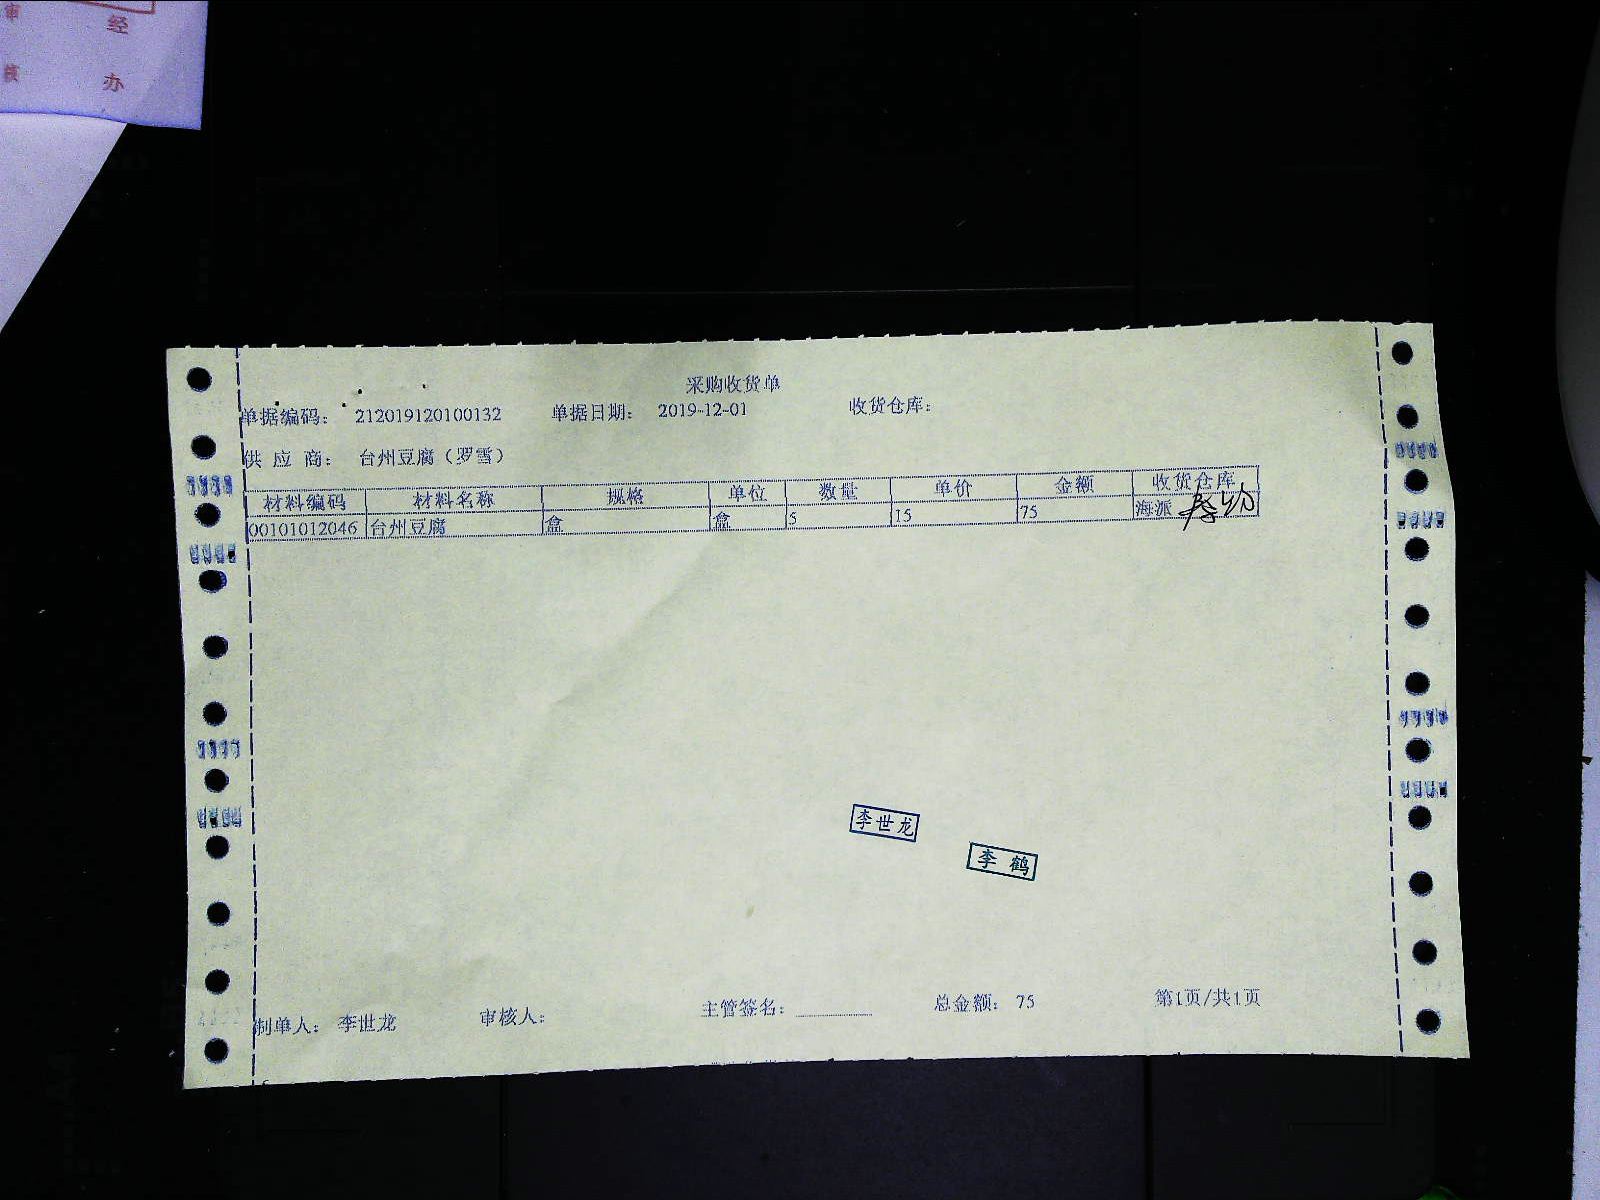 审 经
核 办
采购收货单
单据编码： 212019120100132 单据日期： 2019-12-01 收货仓库：
供 应 商： 台州豆腐（罗雪）
材料编码 材料名称 规格 单位 数量 单价 金额 收货仓库
00101012046 台州豆腐 盒 盒 5 15 75 海派
李世龙
李 鹤
制单人： 李世龙 审核人： 主管签名： 总金额： 75 第1页/共1页